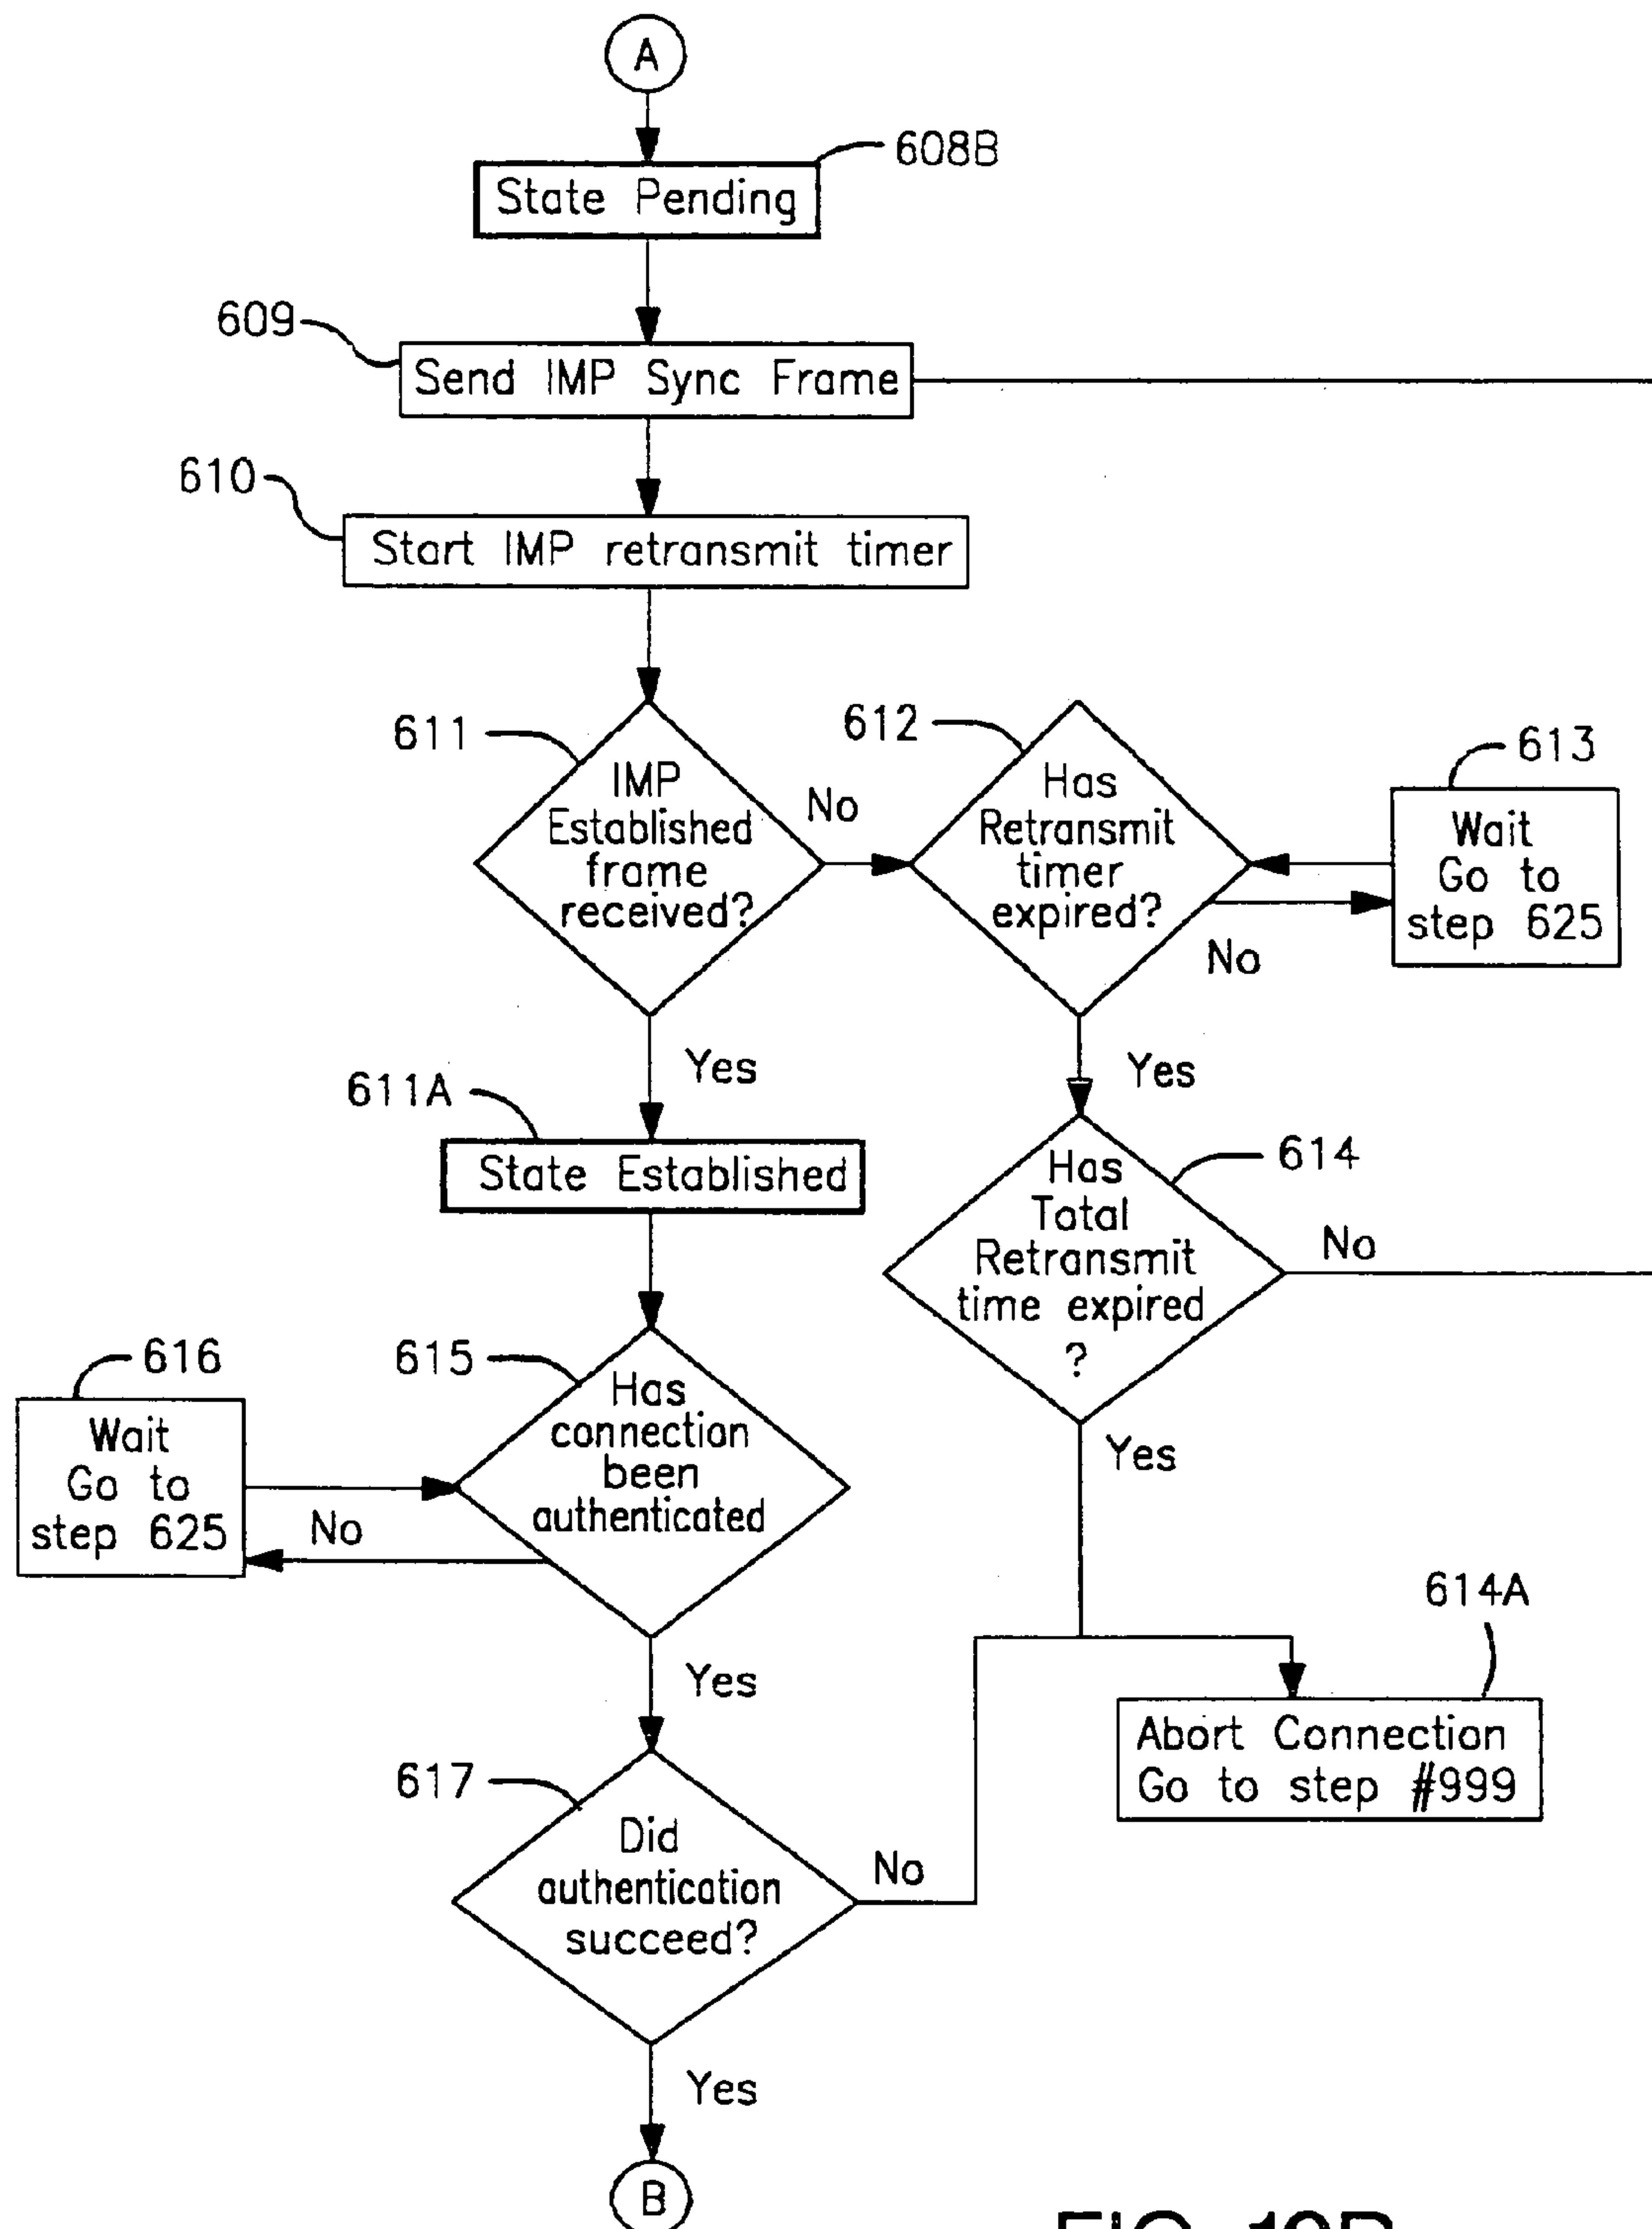 A
608B
State Pending
609
Send IMP Sync Frame
610
Start IMP retransmit timer
611
IMP
Established
frame
received?
No
612
Has
Retransmit
timer
expired?
No
613
Wait
Go to
step 625
Yes
Yes
611A
State Established
614
Has
Total
Retransmit
time expired
?
No
Yes
616
Wait
Go to
step 625
615
Has
connection
been
authenticated
No
Yes
614A
Abort Connection
Go to step #999
617
Did
authentication
succeed?
No
Yes
B